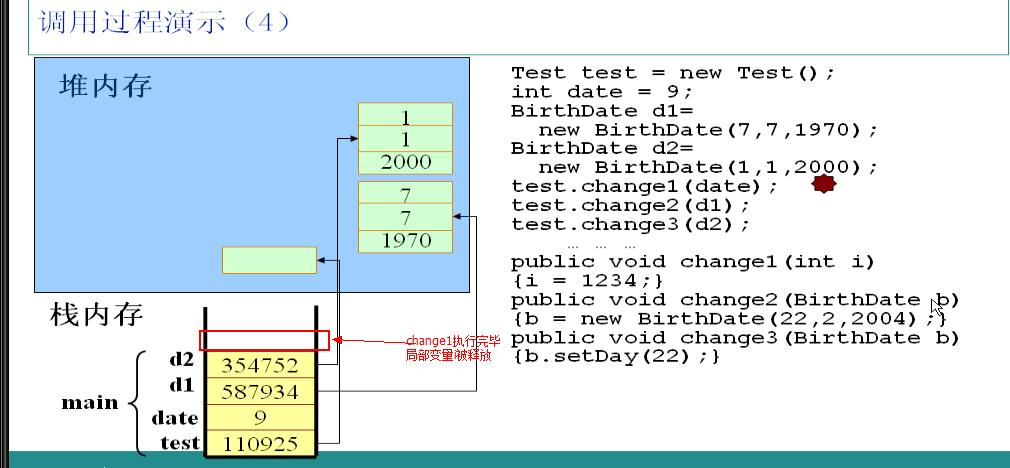 调用过程演示（4）
堆内存
1
1
2000
7
7
1970
栈内存
change1执行完毕
局部变量i被释放
main
d2
354752
d1
587934
date
9
test
110925
Test test = new Test();
int date = 9;
BirthDate d1=
new BirthDate(7,7,1970);
BirthDate d2=
new BirthDate(1,1,2000);
test.change1(date);
test.change2(d1);
test.change3(d2);
… … …
public void change1(int i)
{i = 1234;}
public void change2(BirthDate b)
{b = new BirthDate(22,2,2004);}
public void change3(BirthDate b)
{b.setDay(22);}